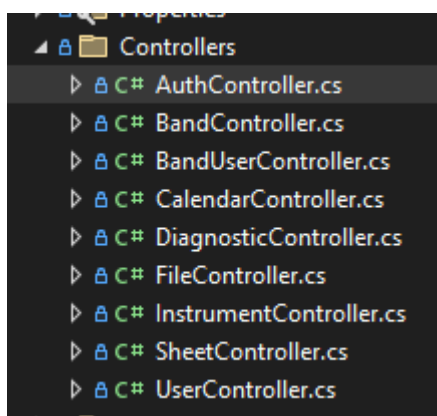 Properties
Controllers
C# AuthController.cs
C# BandController.cs
C# BandUserController.cs
C# CalendarController.cs
C# DiagnosticController.cs
C# FileController.cs
C# InstrumentController.cs
C# SheetController.cs
C# UserController.cs